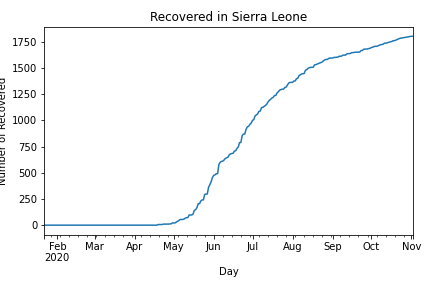 Recovered in Sierra Leone
Number of Recovered
1750
1500
1250
1000
750
500
250
0
Feb Mar Apr May Jun Jul Aug Sep Oct Nov
2020
Day